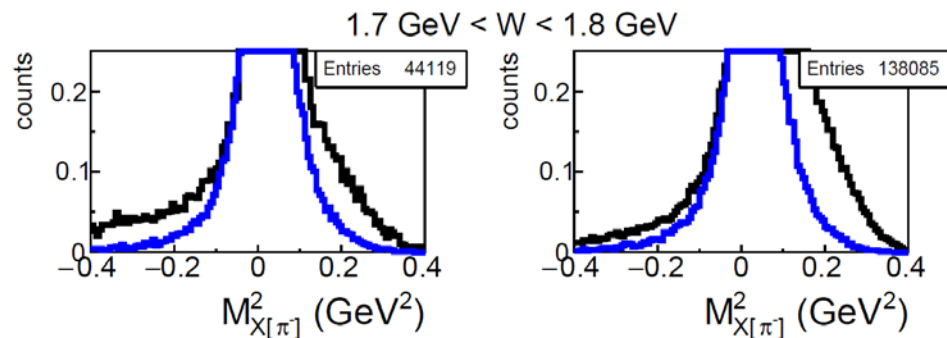 1.7 GeV < W < 1.8 GeV
counts
Entries 44119
0.2
0.1
0
−0.4 −0.2 0 0.2 0.4
M²X[π⁻] (GeV²)
counts
Entries 138085
0.2
0.1
0
−0.4 −0.2 0 0.2 0.4
M²X[π⁻] (GeV²)